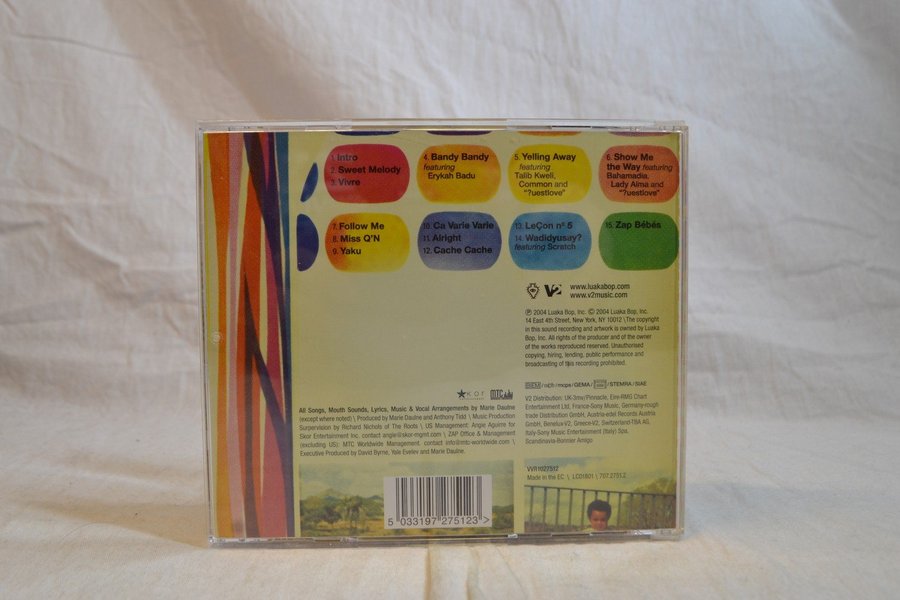 1. Intro
2. Sweet Melody
3. Vivre
4. Bandy Bandy
featuring
Erykah Badu
5. Yelling Away
featuring
Talib Kweli,
Common and
"?uestlove"
6. Show Me
the Way featuring
Bahamadia,
Lady Alma and
"?uestlove"
7. Follow Me
8. Miss Q'N
9. Yaku
10. Ca Varie Varie
11. Alright
12. Cache Cache
13. LeÇon nº 5
14. Wadidyusay?
featuring Scratch
15. Zap Bébés
V2
www.luakabop.com
www.v2music.com
℗ 2004 Luaka Bop, Inc. © 2004 Luaka Bop, Inc.
14 East 4th Street, New York, NY 10012 \ The copyright
in this sound recording and artwork is owned by Luaka
Bop, Inc. All rights of the producer and of the owner
of the works reproduced reserved. Unauthorised
copying, hiring, lending, public performance and
broadcasting of this recording prohibited.
mcps / GEMA / STEMRA / SIAE
V2 Distribution: UK-3mv/Pinnacle, Eire-RMG Chart
Entertainment Ltd, France-Sony Music, Germany-rough
trade Distribution GmbH, Austria-edel Records Austria
GmbH, Benelux-V2, Greece-V2, Switzerland-TBA AG,
Italy-Sony Music Entertainment (Italy) Spa,
Scandinavia-Bonnier Amigo
skor MTC
All Songs, Mouth Sounds, Lyrics, Music & Vocal Arrangements by Marie Daulne
(except where noted) \ Produced by Marie Daulne and Anthony Tidd \ Music Production
Surpervision by Richard Nichols of The Roots \ US Management: Angie Aguirre for
Skor Entertainment Inc. contact angie@skor-mgmt.com \ ZAP Office & Management
(excluding US): MTC Worldwide Management contact info@mtc-worldwide.com \
Executive Produced by David Byrne, Yale Evelev and Marie Daulne.
VVR1027512
Made in the EC \ LC01801 \ 707.2751.2
5 033197 275123 >